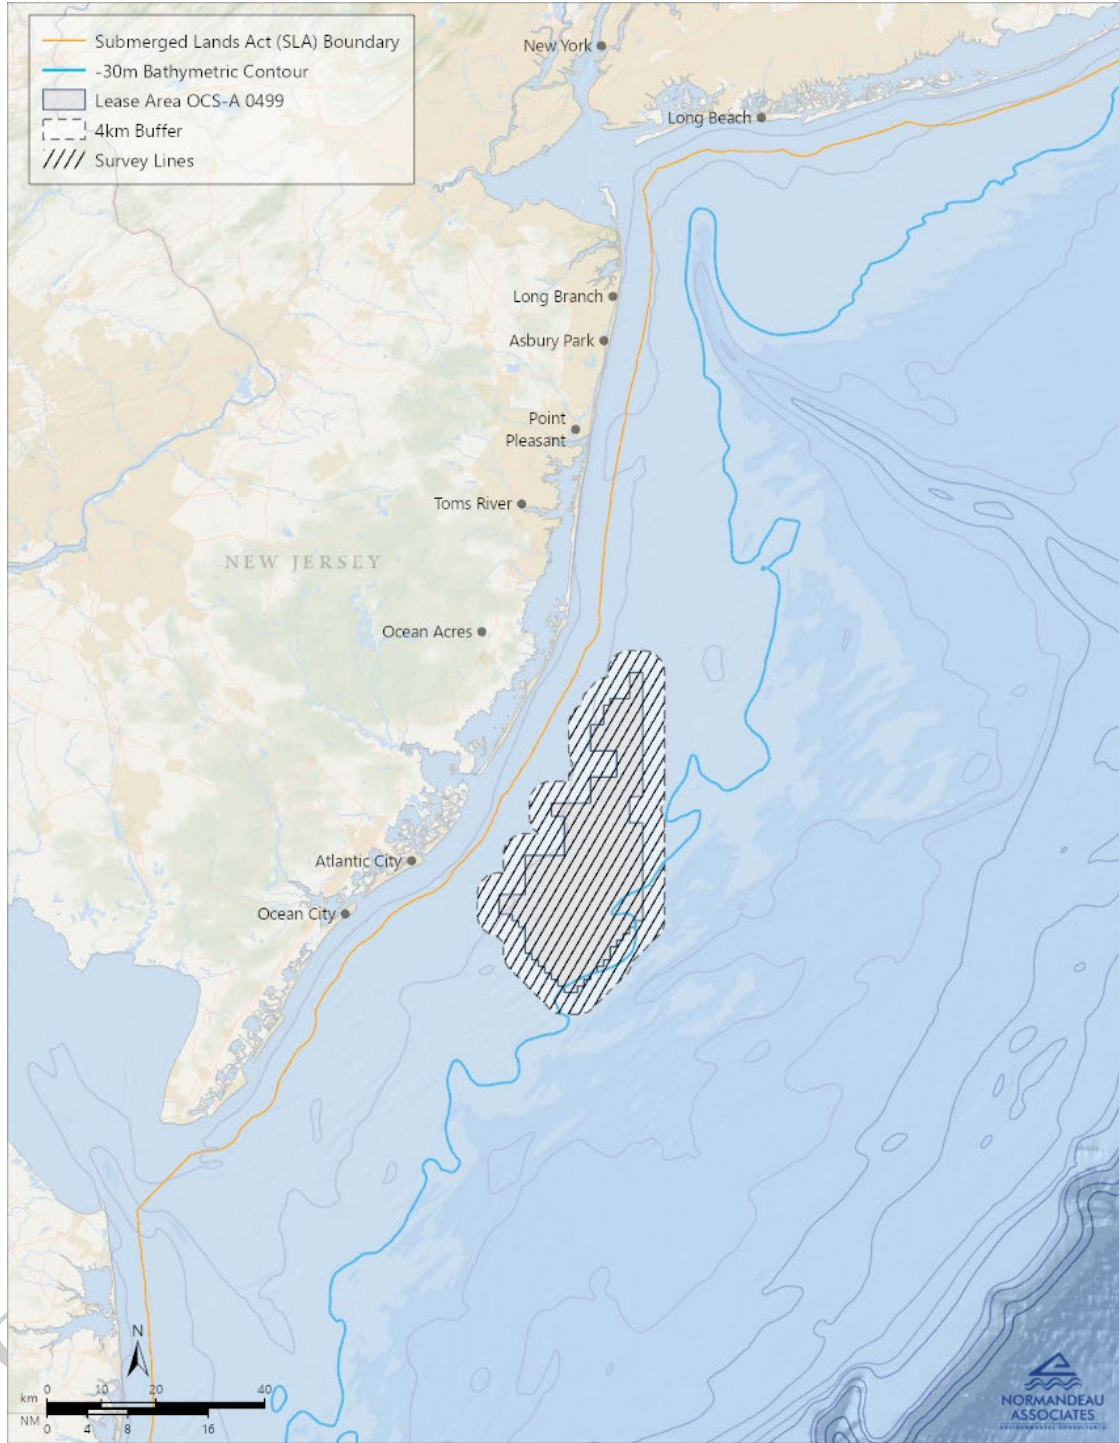 Submerged Lands Act (SLA) Boundary
-30m Bathymetric Contour
Lease Area OCS-A 0499
4km Buffer
Survey Lines
New York
Long Beach
Long Branch
Asbury Park
Point
Pleasant
Toms River
NEW JERSEY
Ocean Acres
Atlantic City
Ocean City
N
km 0 10 20 40
NM 0 4 8 16
NORMANDEAU
ASSOCIATES
ENVIRONMENTAL CONSULTANTS